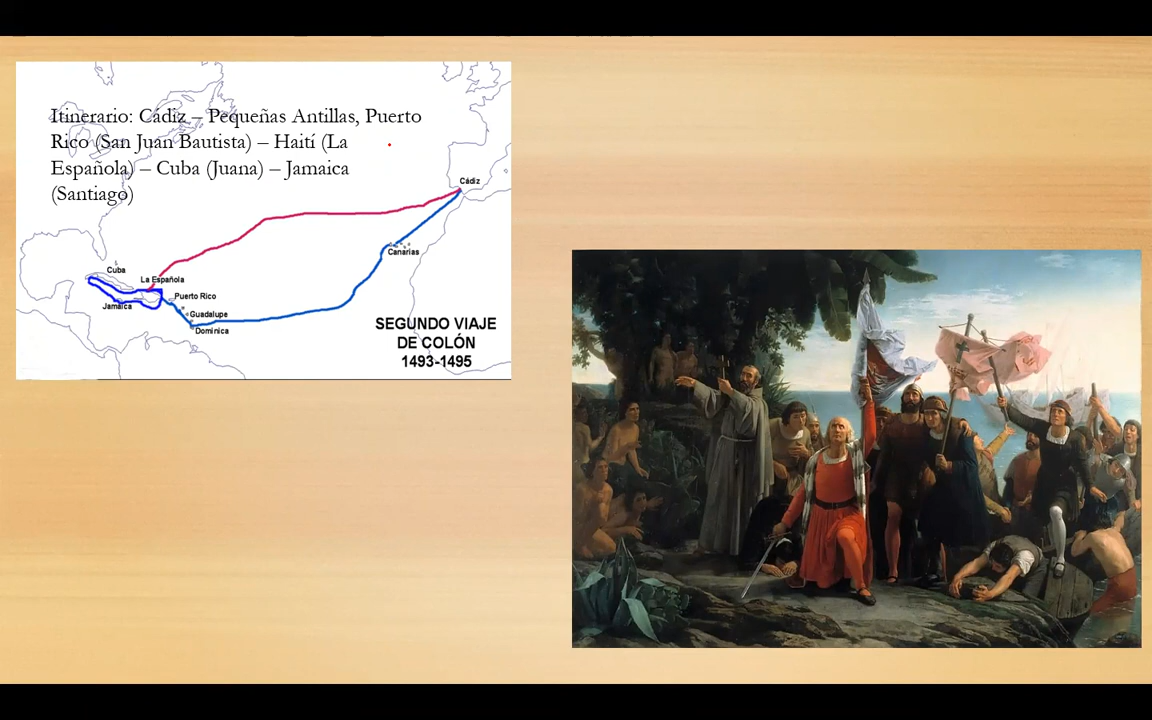 Itinerario: Cádiz – Pequeñas Antillas, Puerto
Rico (San Juan Bautista) – Haití (La
Española) – Cuba (Juana) – Jamaica
(Santiago)
Cádiz
Canarias
Cuba
La Española
Jamaica
Puerto Rico
Guadalupe
Dominica
SEGUNDO VIAJE
DE COLÓN
1493-1495